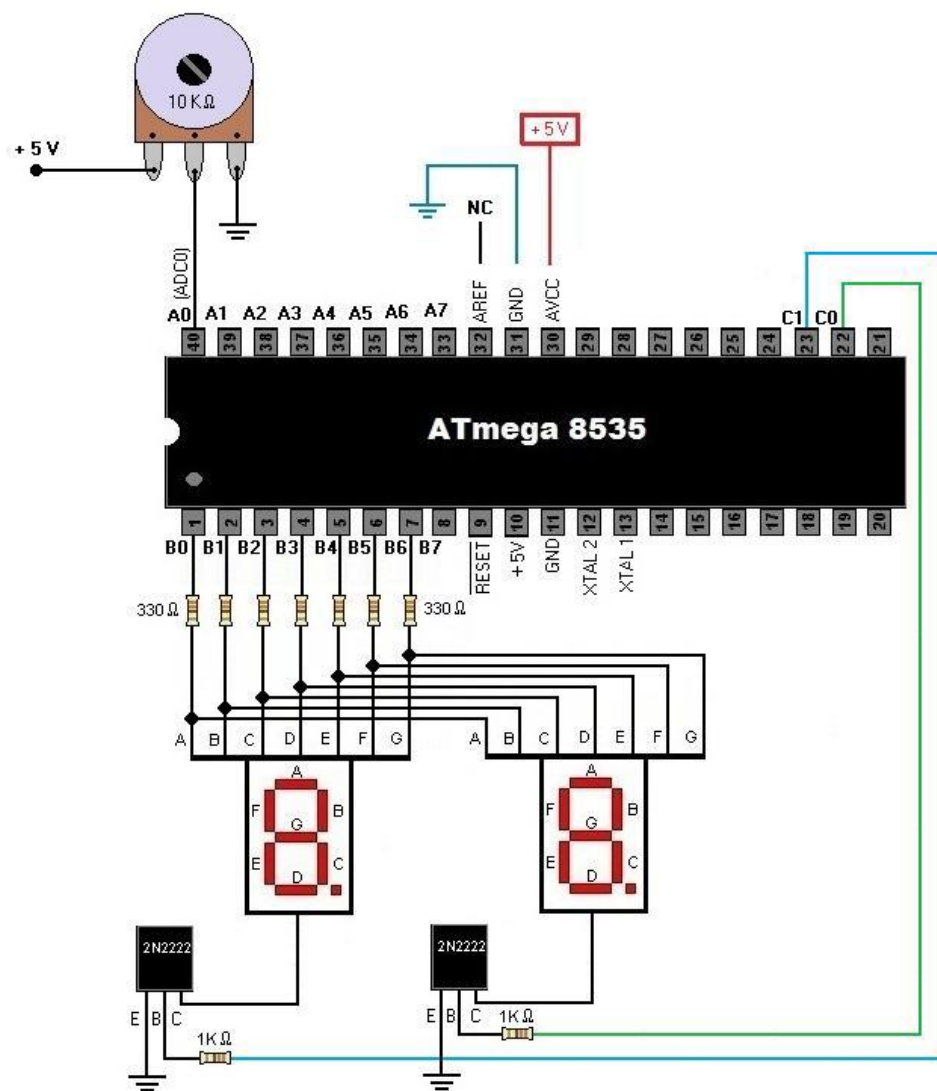 10 KΩ
+ 5 V
+ 5 V
NC
(ADC0)
AREF
GND
AVCC
A0 A1 A2 A3 A4 A5 A6 A7
C1 C0
40 39 38 37 36 35 34 33 32 31 30 29 28 27 26 25 24 23 22 21
ATmega 8535
1 2 3 4 5 6 7 8 9 10 11 12 13 14 15 16 17 18 19 20
B0 B1 B2 B3 B4 B5 B6 B7
RESET
+ 5V
GND
XTAL 2
XTAL 1
330 Ω 330 Ω
A B C D E F G A B C D E F G
A A
F B F B
G G
E C E C
D D
2N2222 2N2222
E B C E B C
1KΩ
1KΩ